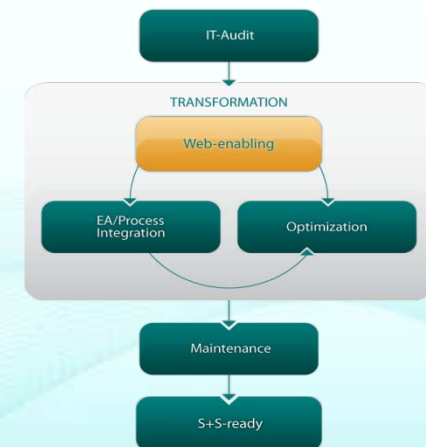 IT-Audit
TRANSFORMATION
Web-enabling
EA/Process
Integration
Optimization
Maintenance
S+S-ready